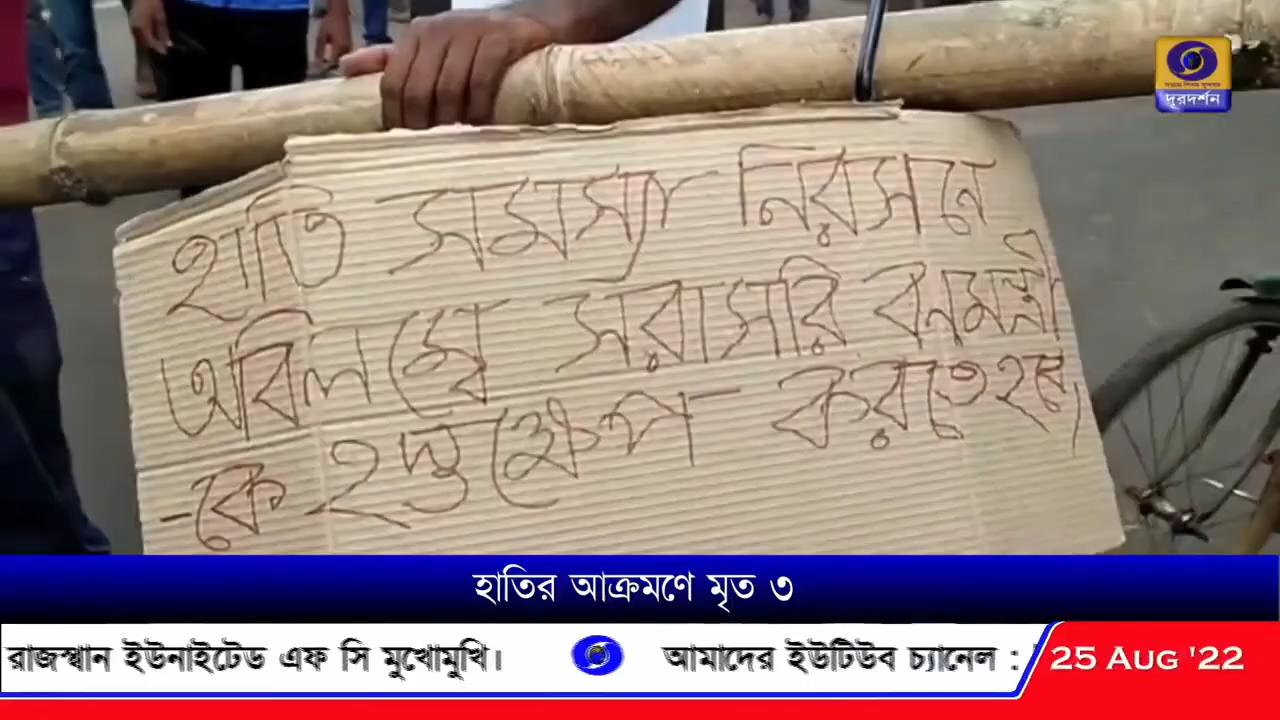 দূরদর্শন
হাতি সমস্যা নিরসনে
অবিলম্বে সরাসরি বনমন্ত্রী
-কে হস্তক্ষেপ করতে হবে,
হাতির আক্রমণে মৃত ৩
রাজস্থান ইউনাইটেড এফ সি মুখোমুখি।
আমাদের ইউটিউব চ্যানেল :
25 AUG '22